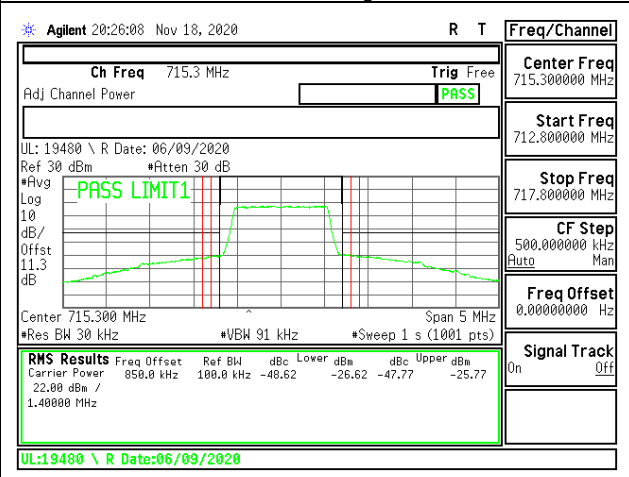 Agilent 20:26:08 Nov 18, 2020 R T
Freq/Channel
Ch Freq 715.3 MHz Trig Free
Adj Channel Power PASS
UL: 19480 \ R Date: 06/09/2020
Ref 30 dBm #Atten 30 dB
#Avg
Log
10
dB/
Offst
11.3
dB
PASS LIMIT1
Center 715.300 MHz Span 5 MHz
#Res BW 30 kHz #VBW 91 kHz #Sweep 1 s (1001 pts)
RMS Results Freq Offset Ref BW dBc Lower dBm dBc Upper dBm
Carrier Power 850.0 kHz 100.0 kHz -48.62 -26.62 -47.77 -25.77
22.00 dBm /
1.40000 MHz
UL:19480 \ R Date:06/09/2020
Center Freq
715.300000 MHz
Start Freq
712.800000 MHz
Stop Freq
717.800000 MHz
CF Step
500.000000 kHz
Auto Man
Freq Offset
0.00000000 Hz
Signal Track
On Off